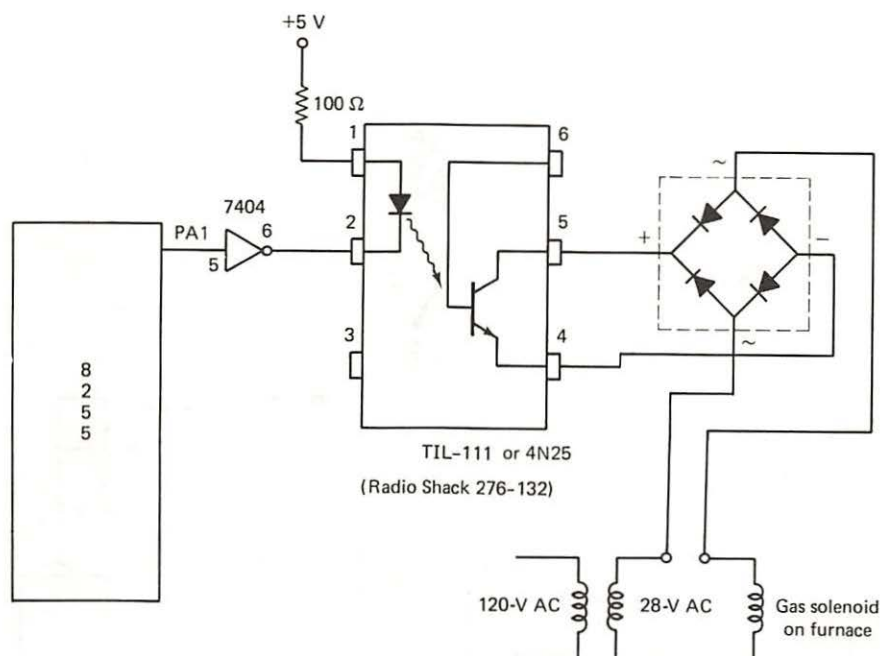 +5 V
100 Ω
1
6
7404
PA1
5
6
2
5
+
−
~
~
3
4
8
2
5
5
TIL-111 or 4N25
(Radio Shack 276-132)
120-V AC
28-V AC
Gas solenoid
on furnace